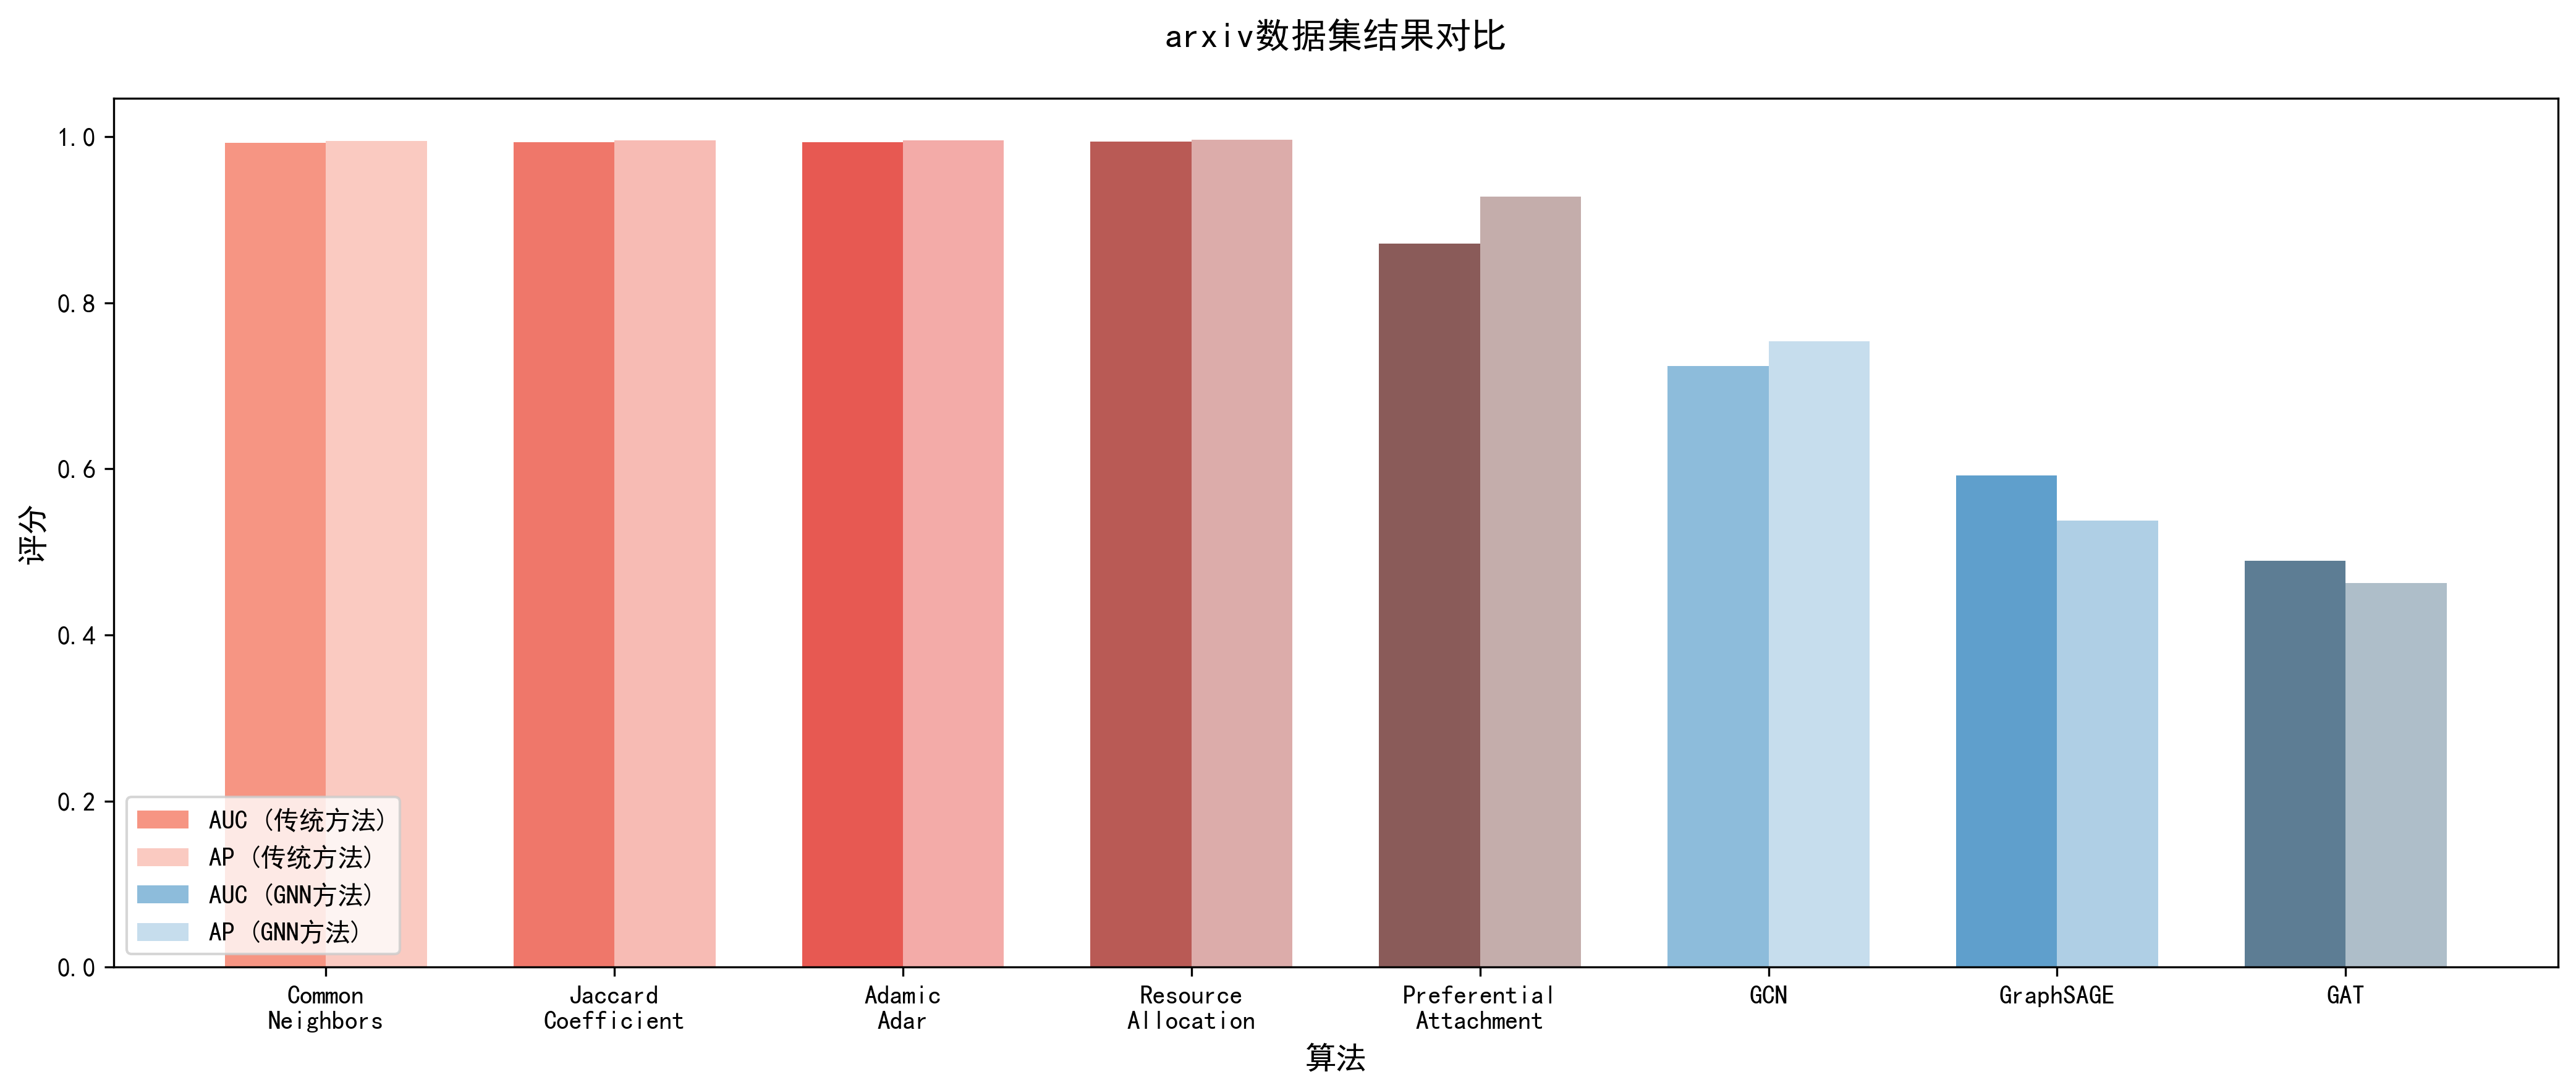 arxiv数据集结果对比
评分
1.0
0.8
0.6
0.4
0.2
0.0
AUC (传统方法)
AP (传统方法)
AUC (GNN方法)
AP (GNN方法)
Common
Neighbors
Jaccard
Coefficient
Adamic
Adar
Resource
Allocation
Preferential
Attachment
GCN
GraphSAGE
GAT
算法